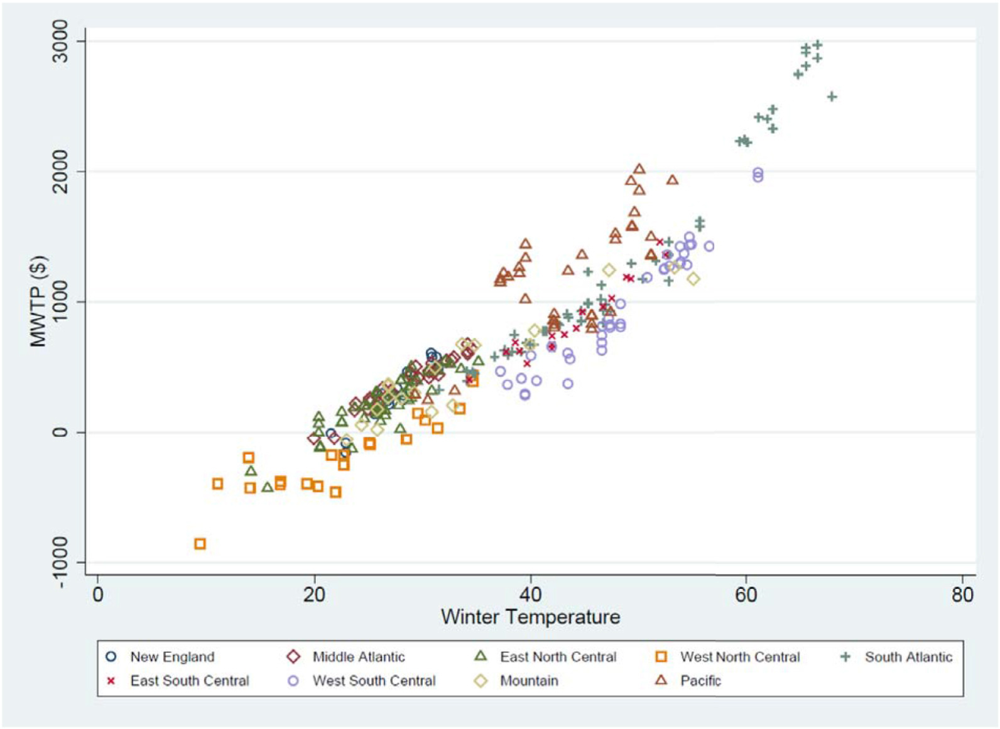 3000
2000
1000
0
-1000
MWTP ($)
0 20 40 60 80
Winter Temperature
New England Middle Atlantic East North Central West North Central South Atlantic
East South Central West South Central Mountain Pacific